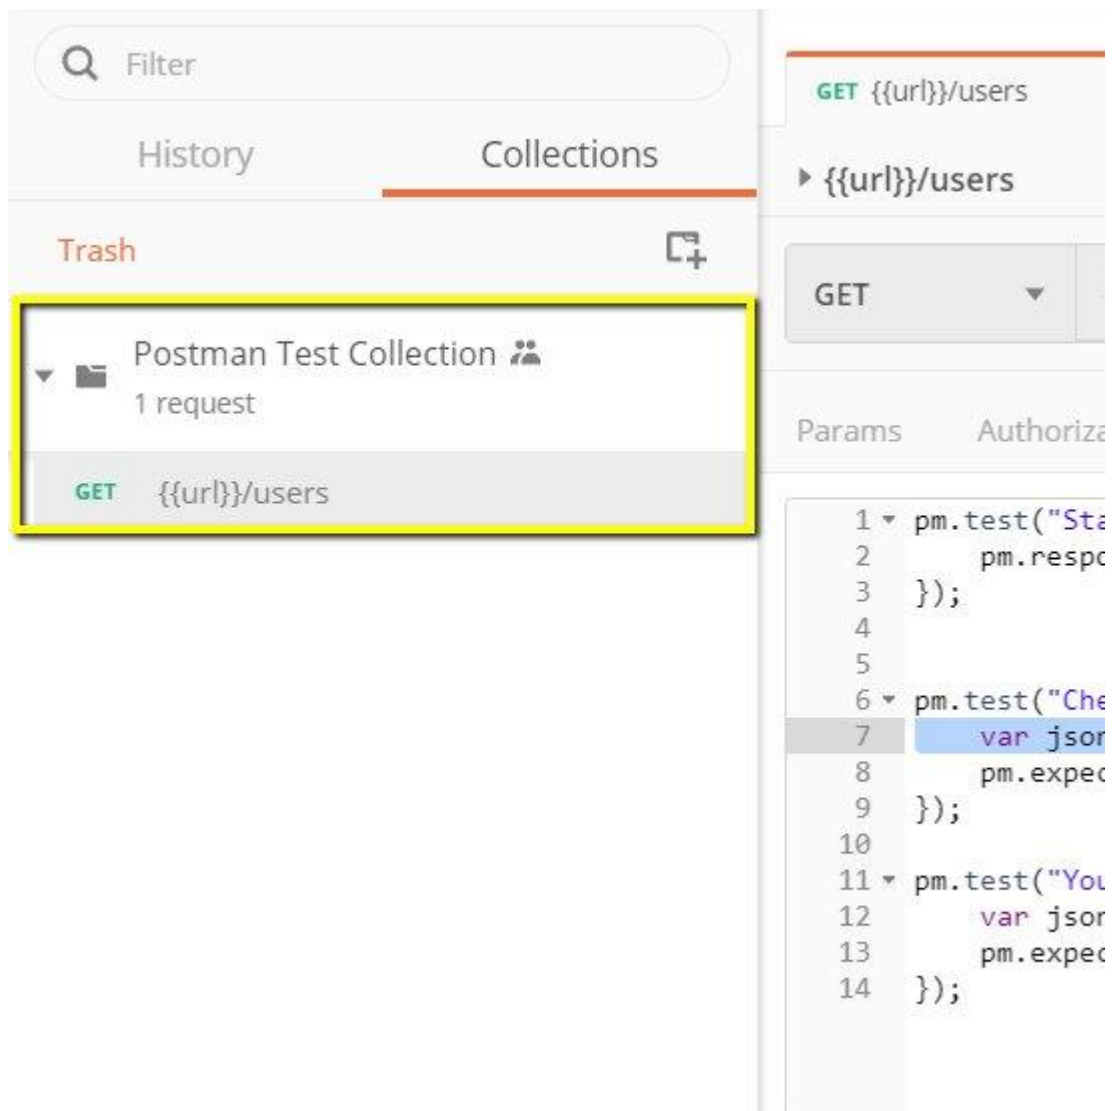 Filter
History Collections
Trash
Postman Test Collection
1 request
GET {{url}}/users
GET {{url}}/users
{{url}}/users
GET
Params
1 pm.test("Sta
2 pm.respo
3 });
4
5
6 pm.test("Che
7 var json
8 pm.expec
9 });
10
11 pm.test("You
12 var json
13 pm.expec
14 });